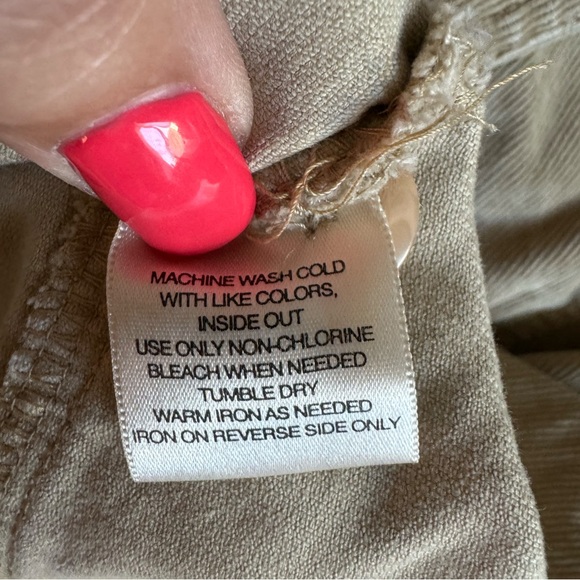 MACHINE WASH COLD
WITH LIKE COLORS,
INSIDE OUT
USE ONLY NON-CHLORINE
BLEACH WHEN NEEDED
TUMBLE DRY
WARM IRON AS NEEDED
IRON ON REVERSE SIDE ONLY